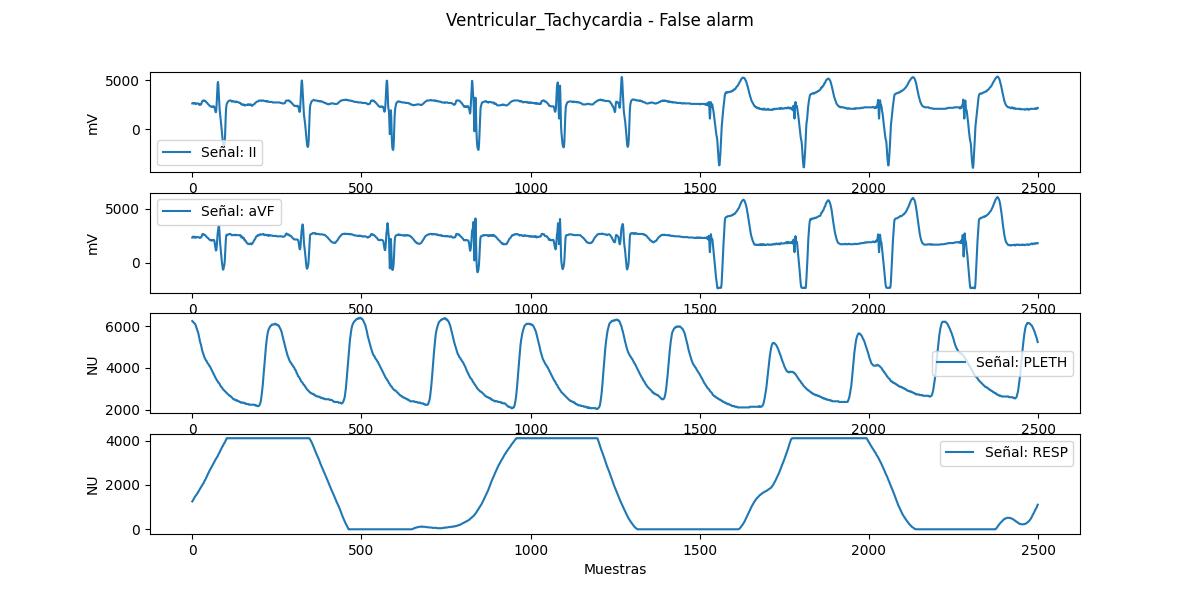 Ventricular_Tachycardia - False alarm
5000
0
mV
Señal: II
0 500 1000 1500 2000 2500
5000
0
mV
Señal: aVF
0 500 1000 1500 2000 2500
6000
4000
2000
NU
Señal: PLETH
0 500 1000 1500 2000 2500
4000
2000
0
NU
Señal: RESP
0 500 1000 1500 2000 2500
Muestras